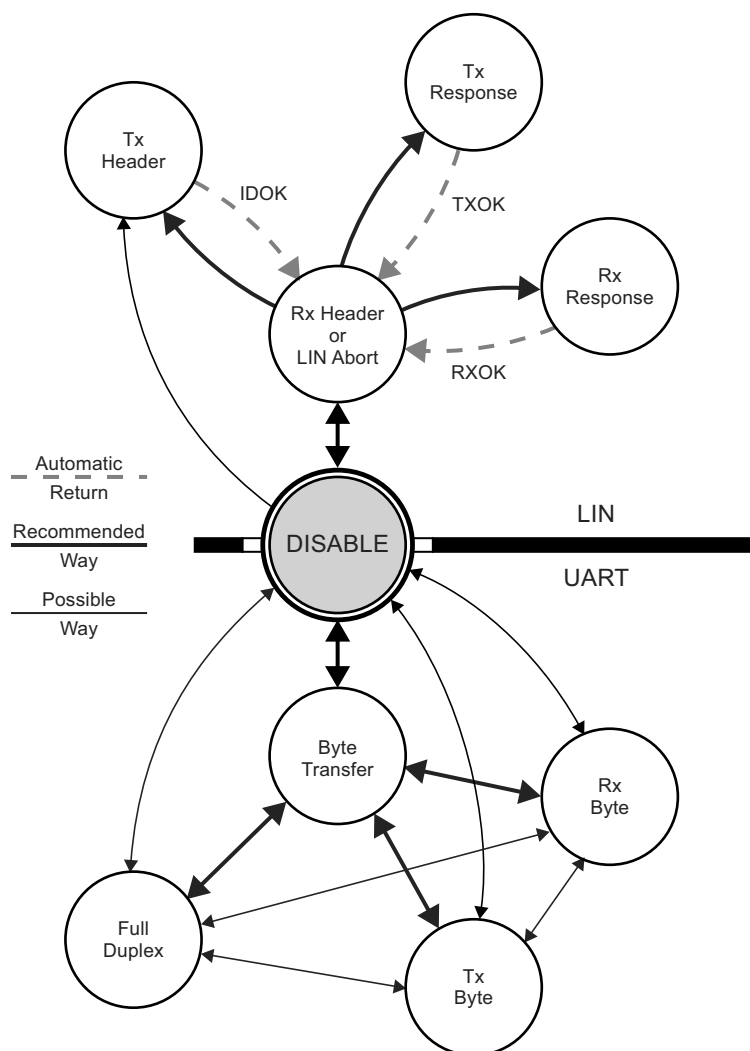 Tx
Response
Tx
Header
IDOK
TXOK
Rx
Response
Rx Header
or
LIN Abort
RXOK
Automatic
Return
Recommended
Way
Possible
Way
DISABLE
LIN
UART
Byte
Transfer
Rx
Byte
Full
Duplex
Tx
Byte